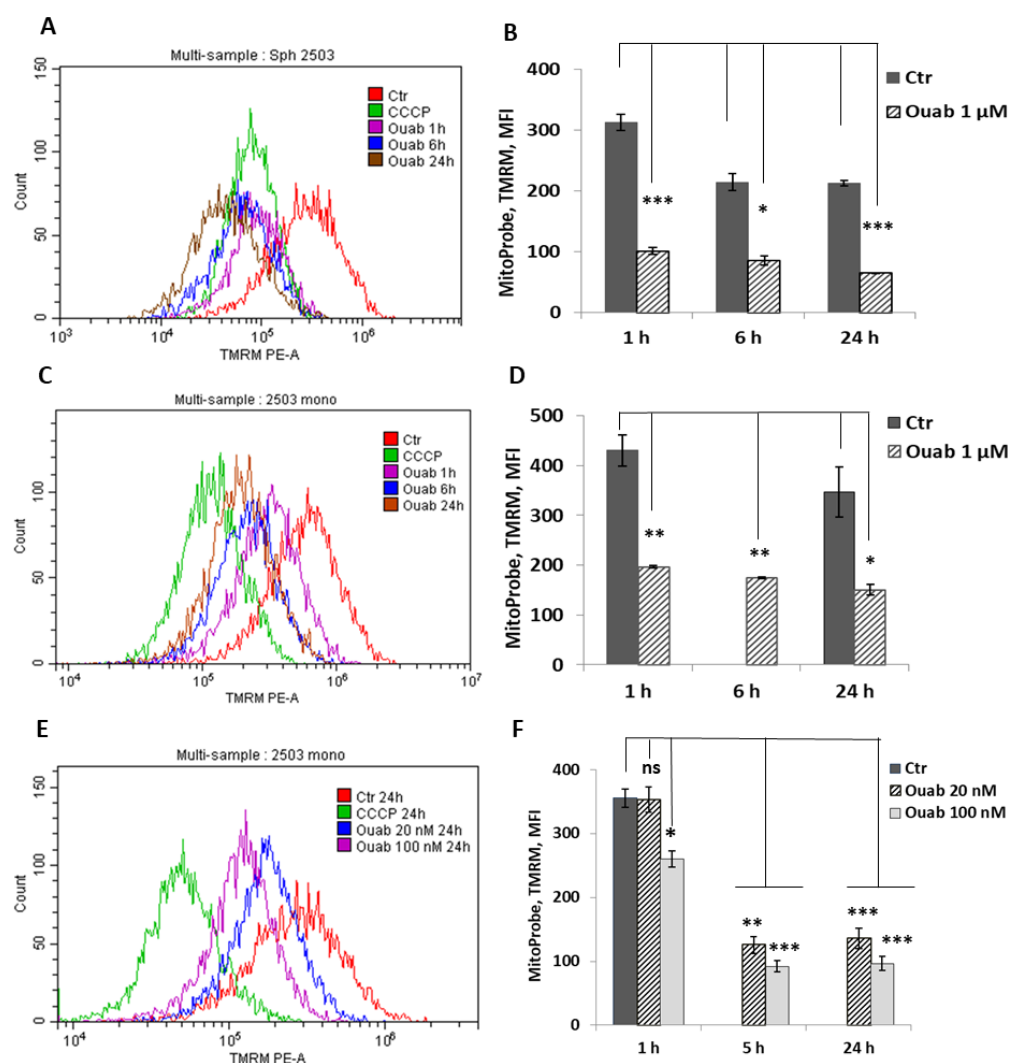 A
Multi-sample : Sph 2503
Count
150
100
50
0
Ctr
CCCP
Ouab 1h
Ouab 6h
Ouab 24h
10³ 10⁴ 10⁵ 10⁶
TMRM PE-A
B
MitoProbe, TMRM, MFI
400
300
200
100
0
Ctr
Ouab 1 µM
***
*
***
1 h 6 h 24 h
C
Multi-sample : 2503 mono
Count
100
50
0
Ctr
CCCP
Ouab 1h
Ouab 6h
Ouab 24h
10⁴ 10⁵ 10⁶ 10⁷
TMRM PE-A
D
MitoProbe, TMRM, MFI
500
400
300
200
100
0
Ctr
Ouab 1 µM
**
**
*
1 h 6 h 24 h
E
Multi-sample : 2503 mono
Count
150
100
50
0
Ctr 24h
CCCP 24h
Ouab 20 nM 24h
Ouab 100 nM 24h
10⁴ 10⁵ 10⁶
TMRM PE-A
F
MitoProbe, TMRM, MFI
400
300
200
100
0
Ctr
Ouab 20 nM
Ouab 100 nM
ns
*
**
***
***
***
1 h 5 h 24 h